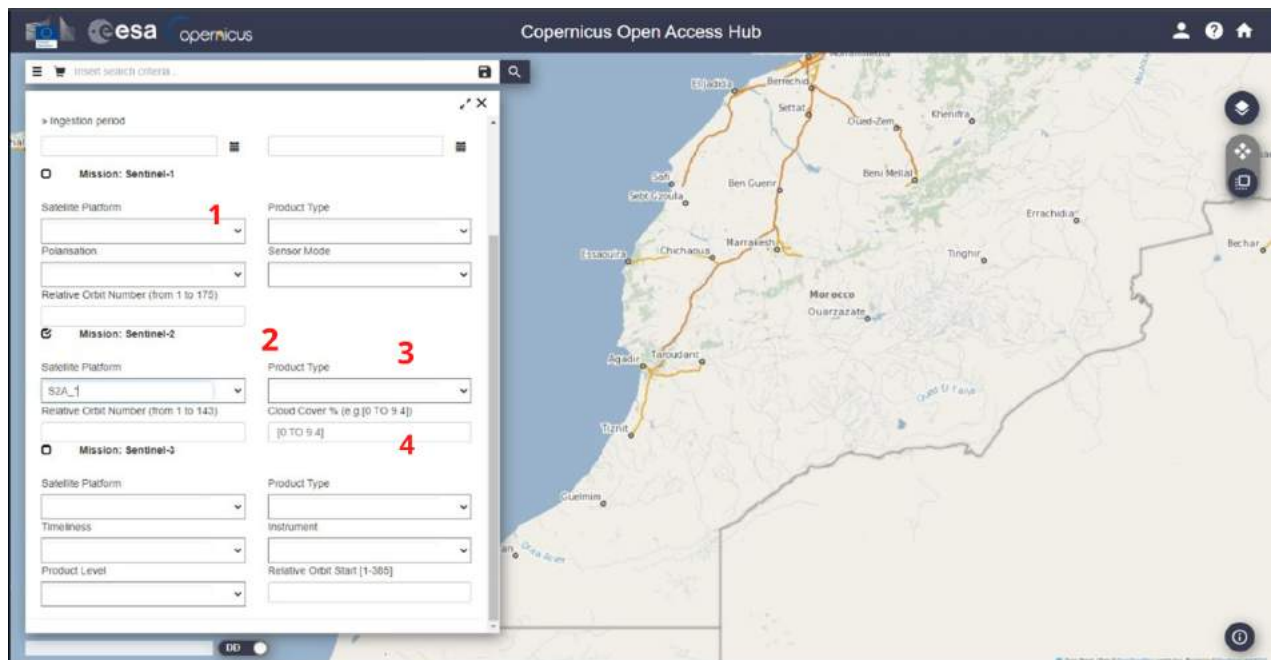 esa opernicus
Copernicus Open Access Hub
Insert search criteria...
» Ingestion period
Mission: Sentinel-1
1
Satellite Platform
Product Type
Polarisation
Sensor Mode
Relative Orbit Number (from 1 to 175)
Mission: Sentinel-2
2
3
Satellite Platform
Product Type
S2A_*
Relative Orbit Number (from 1 to 143)
Cloud Cover % (e.g.[0 TO 9.4])
[0 TO 9.4]
4
Mission: Sentinel-3
Satellite Platform
Product Type
Timeliness
Instrument
Product Level
Relative Orbit Start [1-385]
DD
El Jadida
Berrechid
Settat
Oued-Zem
Khenifra
Safi
Sebt Gzoula
Ben Guerir
Beni Mellal
Errachidia
Bechar
Essaouira
Chichaoua
Marrakesh
Tinghir
Morocco
Ouarzazate
Agadir
Taroudant
Tiznit
Guelmim